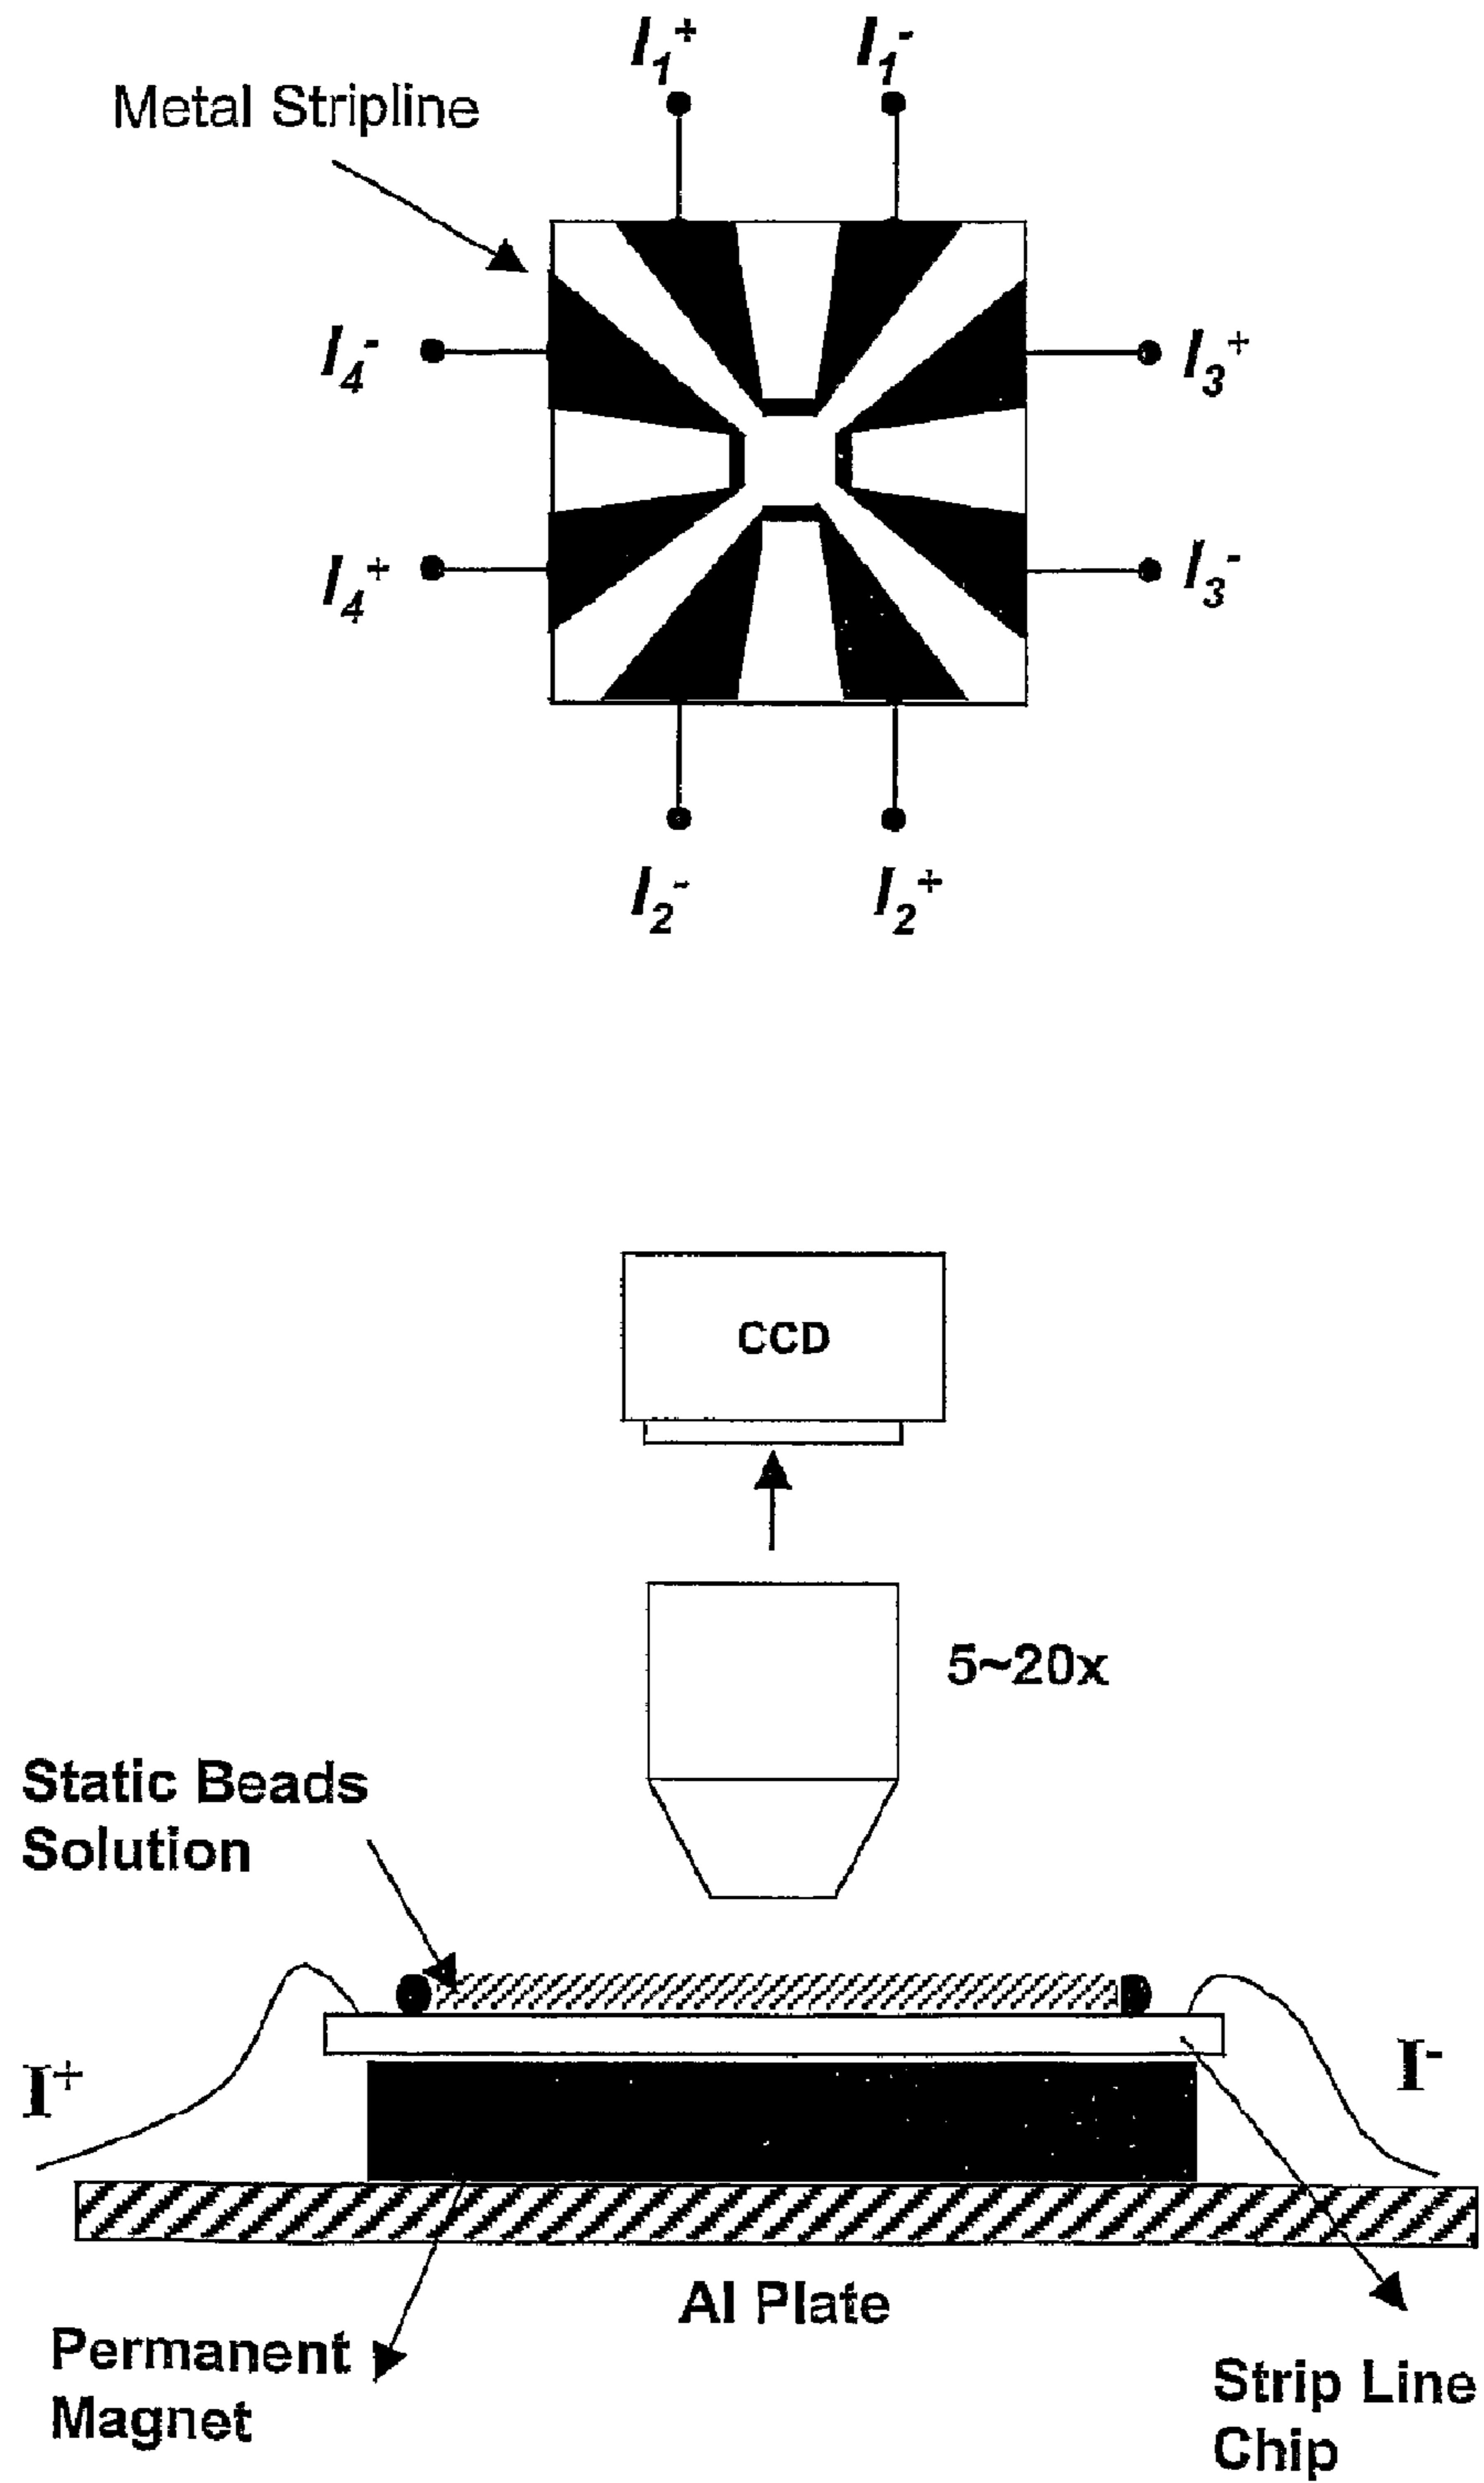 I₁⁺ I₁⁻
Metal Stripline
I₄⁻ I₃⁺
I₄⁺ I₃⁻
I₂⁻ I₂⁺
CCD
5~20x
Static Beads
Solution
I⁺ I⁻
Al Plate
Permanent
Magnet
Strip Line
Chip